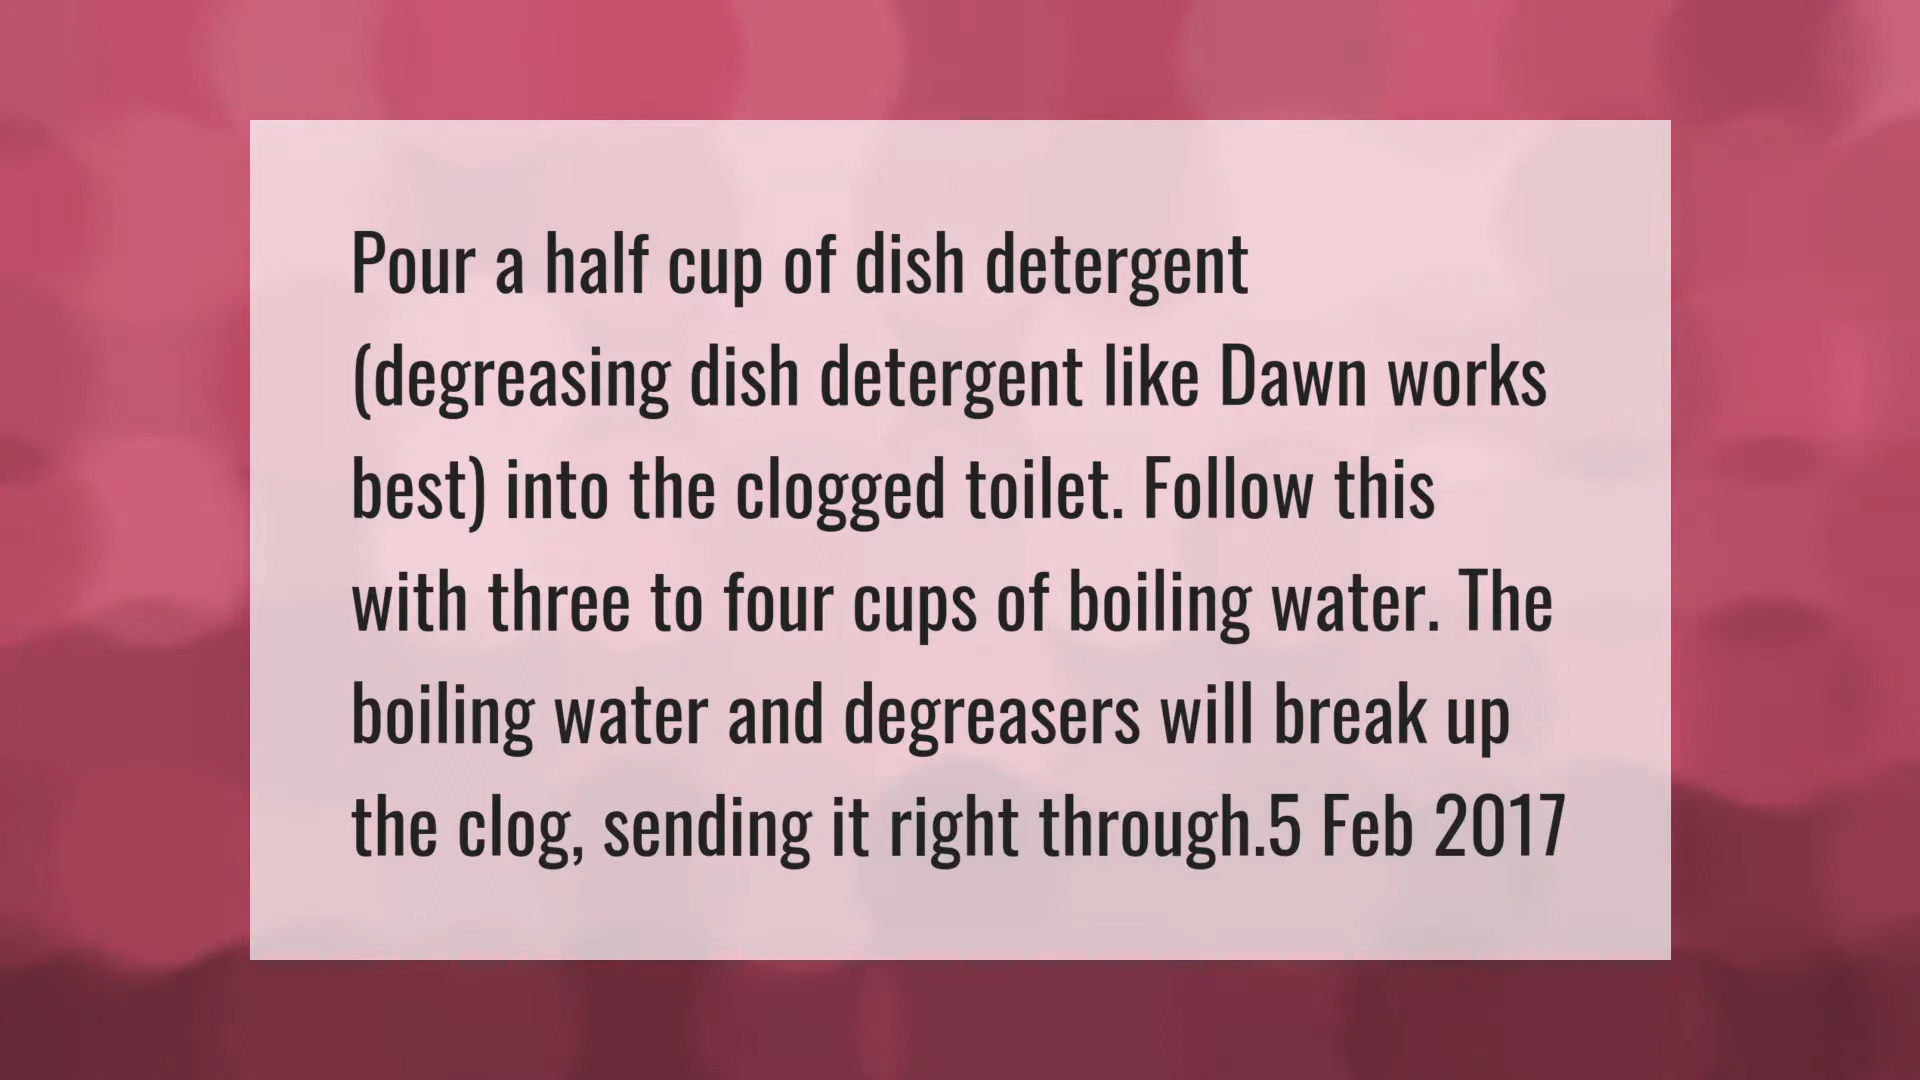 Pour a half cup of dish detergent
(degreasing dish detergent like Dawn works
best) into the clogged toilet. Follow this
with three to four cups of boiling water. The
boiling water and degreasers will break up
the clog, sending it right through.5 Feb 2017